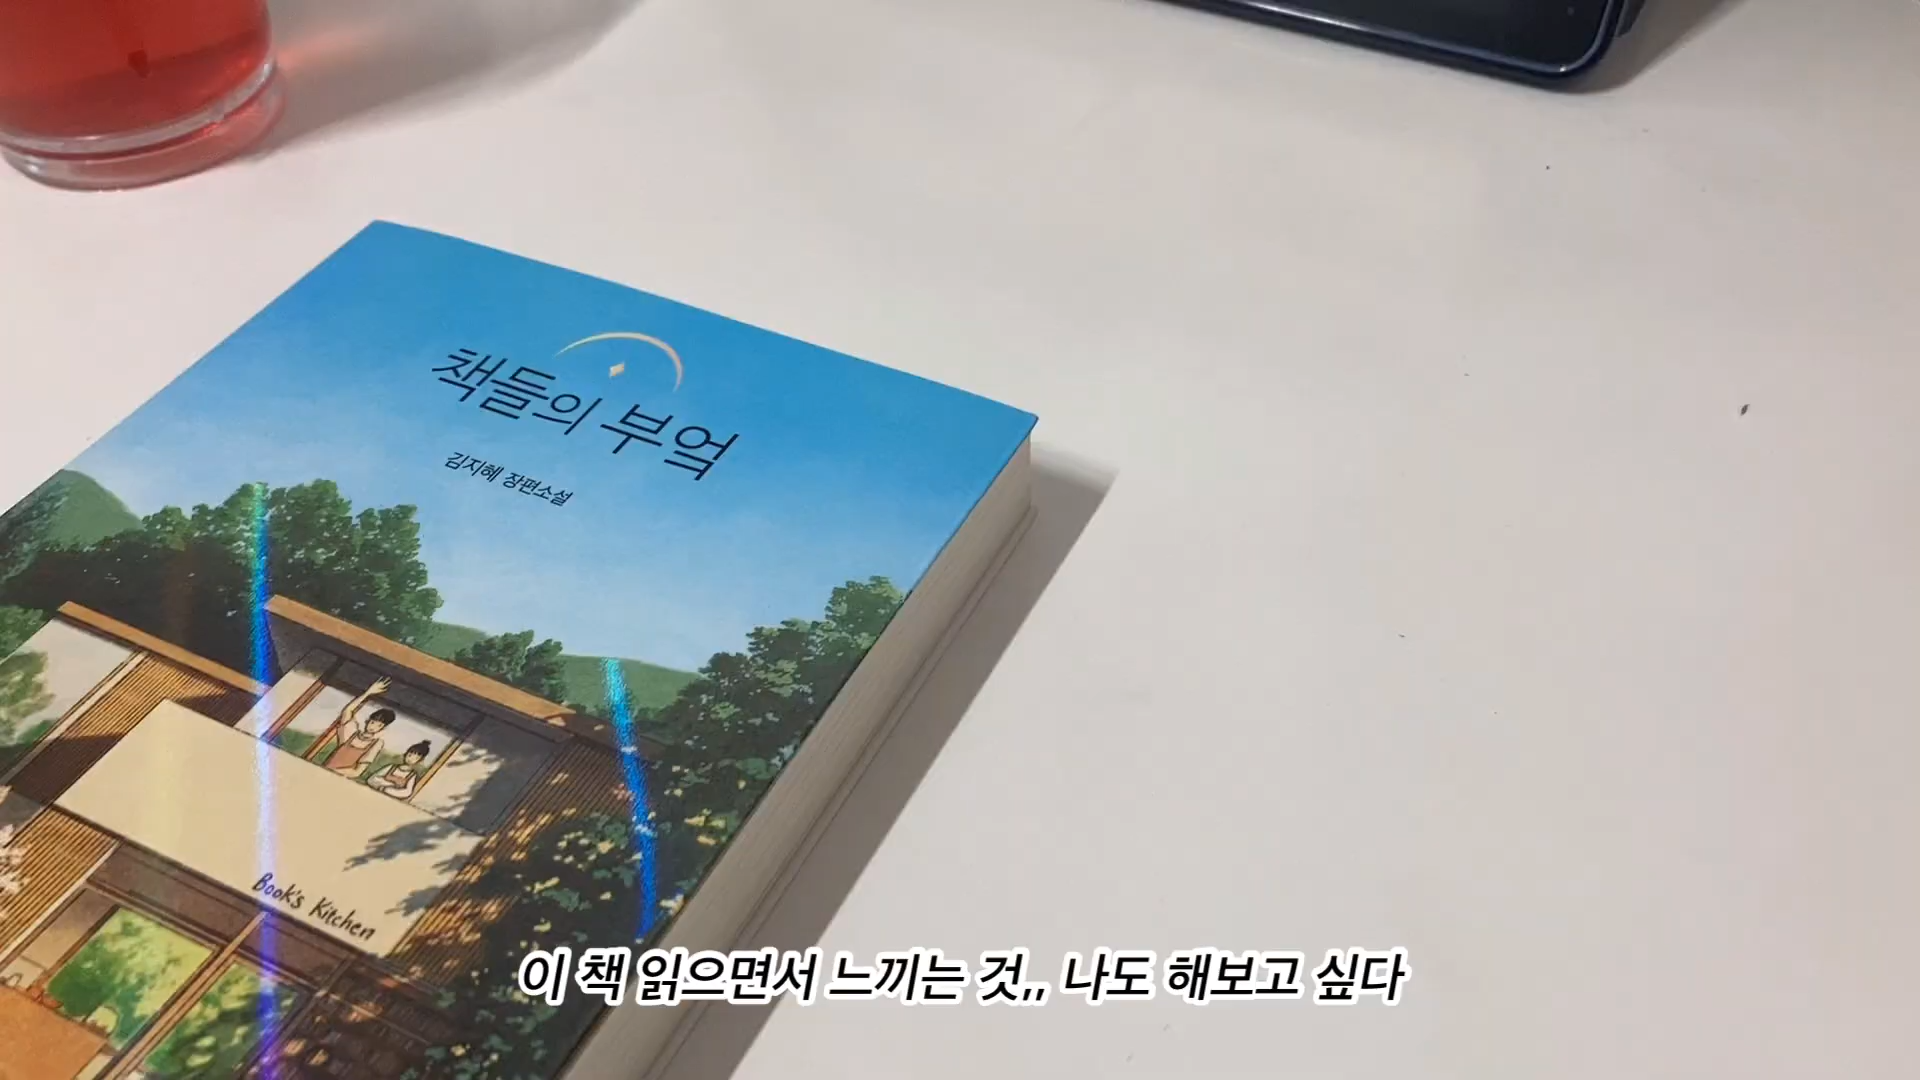 책들의 부엌
김지혜 장편소설
Book's Kitchen
이 책 읽으면서 느끼는 것,, 나도 해보고 싶다